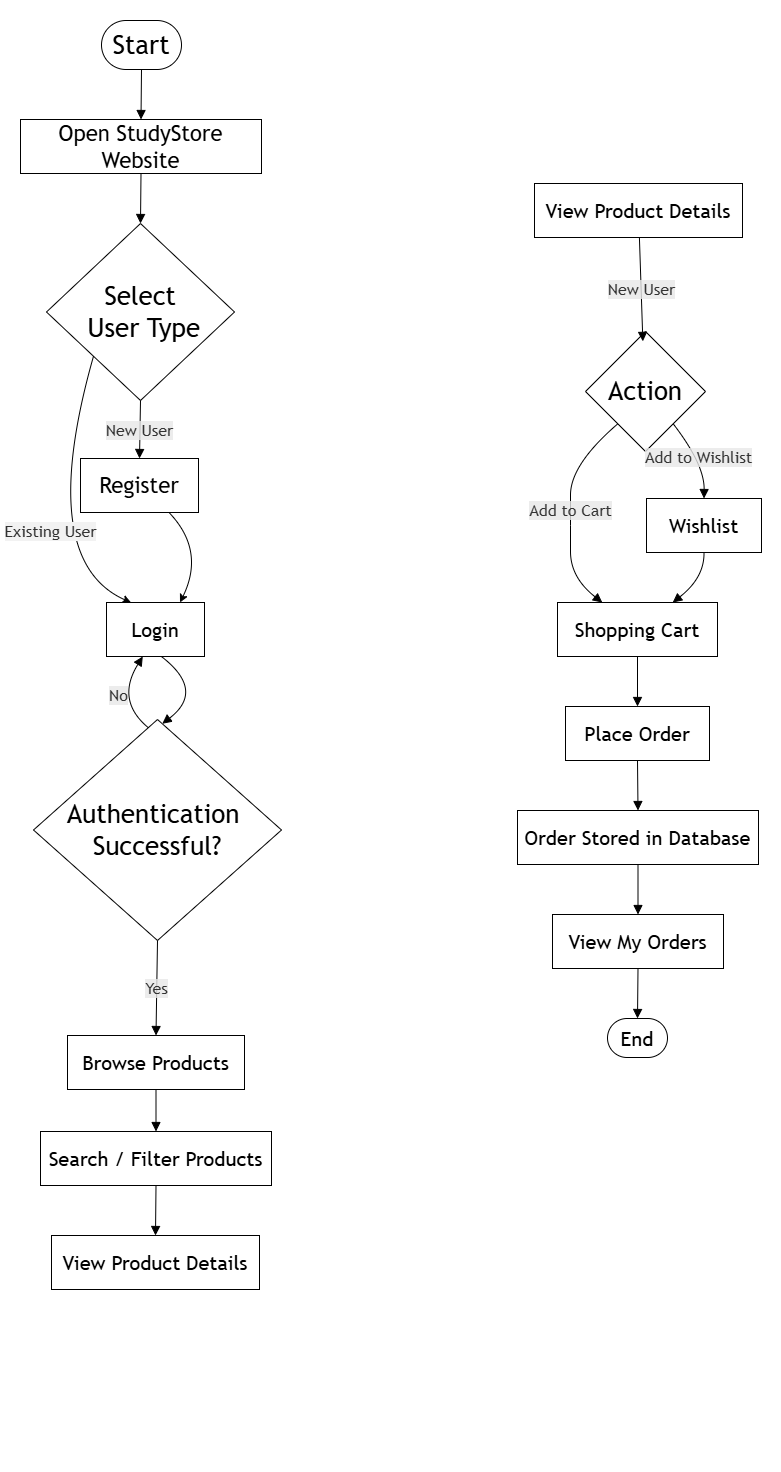 Start
Open StudyStore
Website
Select
User Type
New User
Register
Existing User
Login
No
Authentication
Successful?
Yes
Browse Products
Search / Filter Products
View Product Details
View Product Details
New User
Action
Add to Wishlist
Add to Cart
Wishlist
Shopping Cart
Place Order
Order Stored in Database
View My Orders
End